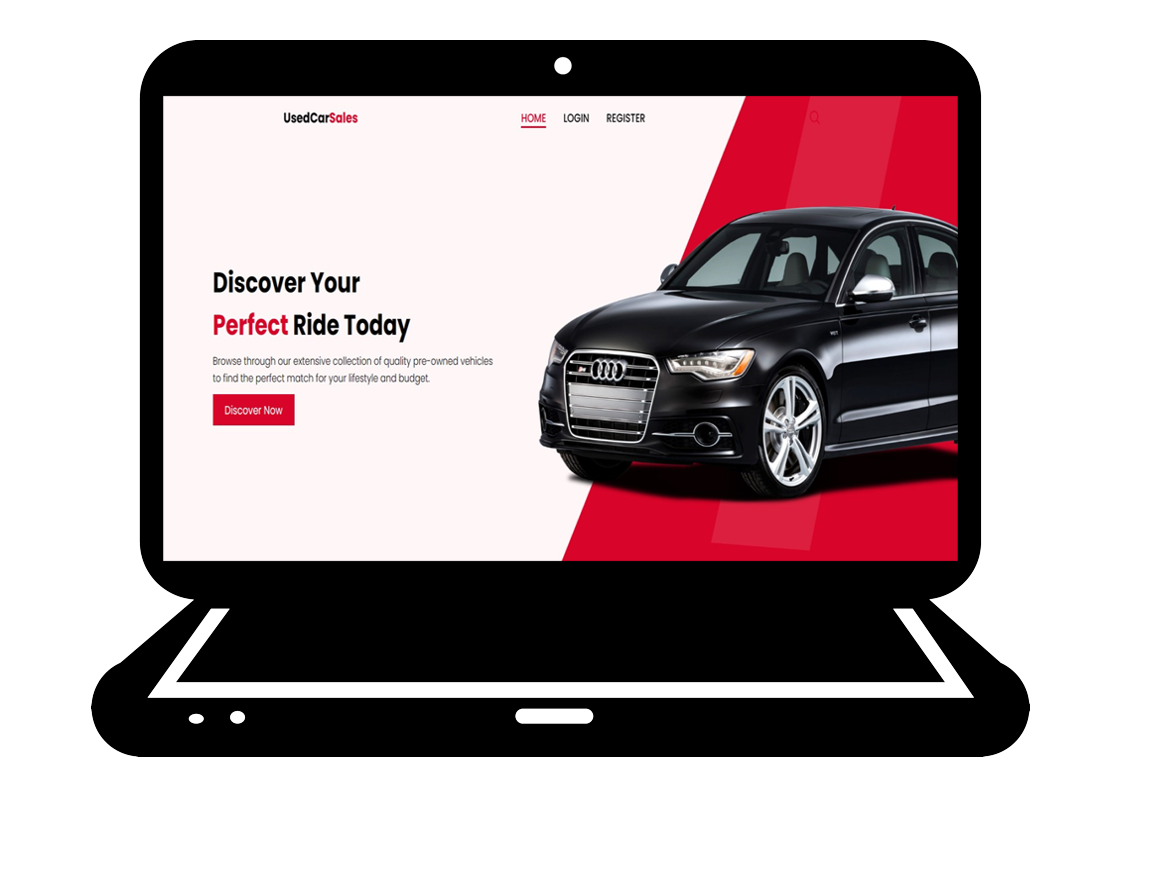 UsedCarSales
HOME LOGIN REGISTER
Discover Your
Perfect Ride Today
Browse through our extensive collection of quality pre-owned vehicles
to find the perfect match for your lifestyle and budget.
Discover Now